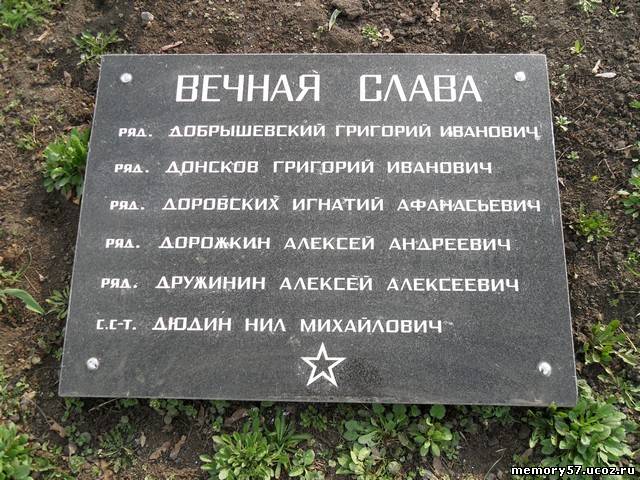 ВЕЧНАЯ СЛАВА
РЯД. ДОБРЫШЕВСКИЙ ГРИГОРИЙ ИВАНОВИЧ
РЯД. ДОНСКОВ ГРИГОРИЙ ИВАНОВИЧ
РЯД. ДОРОВСКИХ ИГНАТИЙ АФАНАСЬЕВИЧ
РЯД. ДОРОЖКИН АЛЕКСЕЙ АНДРЕЕВИЧ
РЯД. ДРУЖИНИН АЛЕКСЕЙ АЛЕКСЕЕВИЧ
С.С-Т. ДЮДИН НИЛ МИХАЙЛОВИЧ
memory57.ucoz.ru